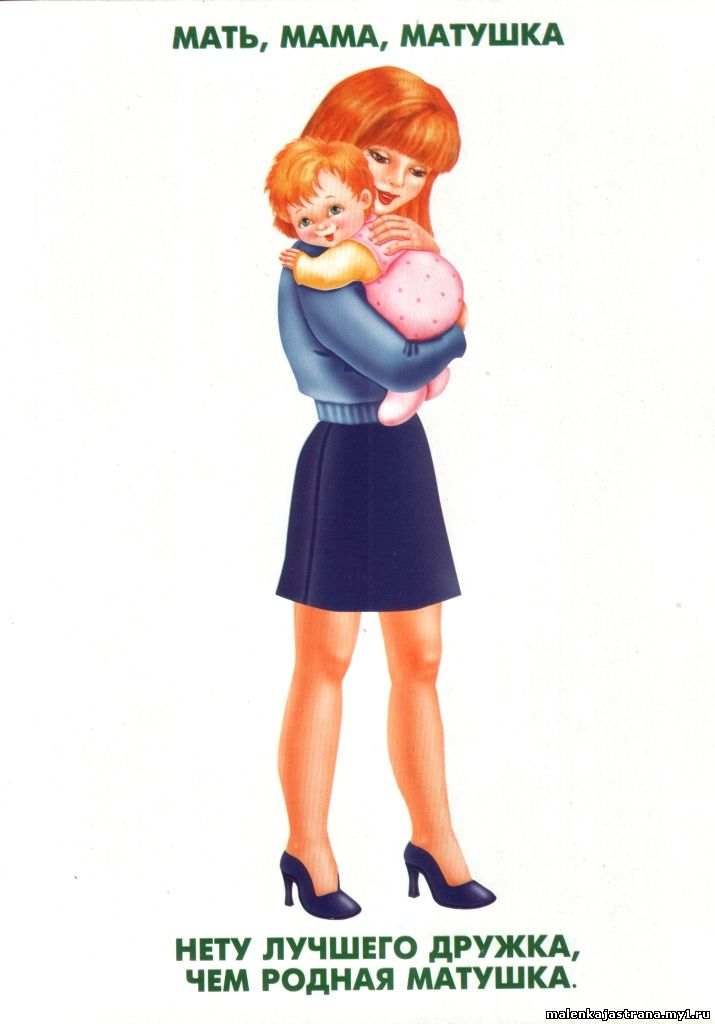 МАТЬ, МАМА, МАТУШКА
НЕТУ ЛУЧШЕГО ДРУЖКА,
ЧЕМ РОДНАЯ МАТУШКА.
malenkajastrana.my1.ru